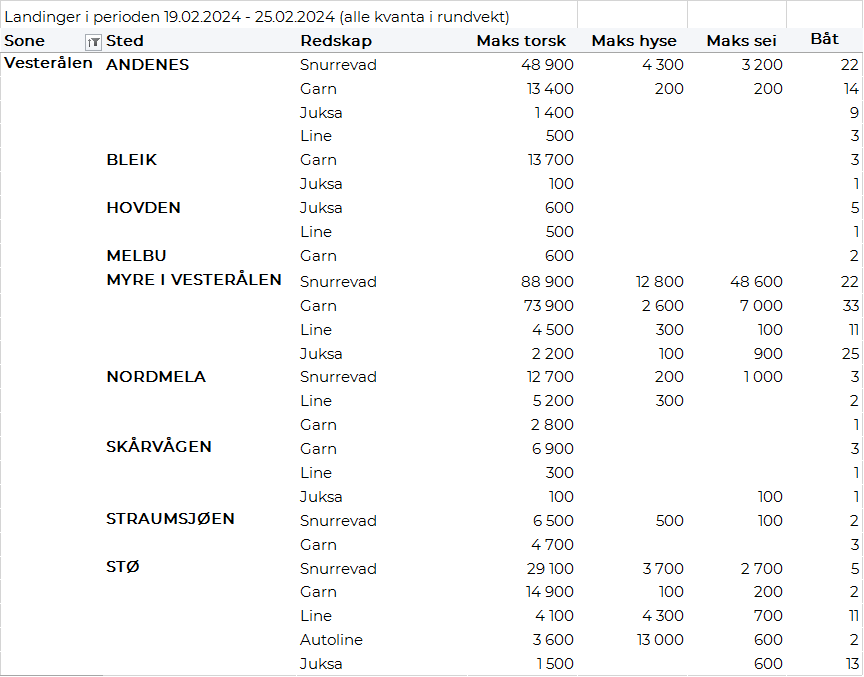 Landinger i perioden 19.02.2024 - 25.02.2024 (alle kvanta i rundvekt)
Sone Sted Redskap Maks torsk Maks hyse Maks sei Båt
Vesterålen ANDENES Snurrevad 48 900 4 300 3 200 22
Garn 13 400 200 200 14
Juksa 1 400 9
Line 500 3
BLEIK Garn 13 700 3
Juksa 100 1
HOVDEN Juksa 600 5
Line 500 1
MELBU Garn 600 2
MYRE I VESTERÅLEN Snurrevad 88 900 12 800 48 600 22
Garn 73 900 2 600 7 000 33
Line 4 500 300 100 11
Juksa 2 200 100 900 25
NORDMELA Snurrevad 12 700 200 1 000 3
Line 5 200 300 2
Garn 2 800 1
SKÅRVÅGEN Garn 6 900 3
Line 300 1
Juksa 100 100 1
STRAUMSJØEN Snurrevad 6 500 500 100 2
Garn 4 700 3
STØ Snurrevad 29 100 3 700 2 700 5
Garn 14 900 100 200 2
Line 4 100 4 300 700 11
Autoline 3 600 13 000 600 2
Juksa 1 500 600 13